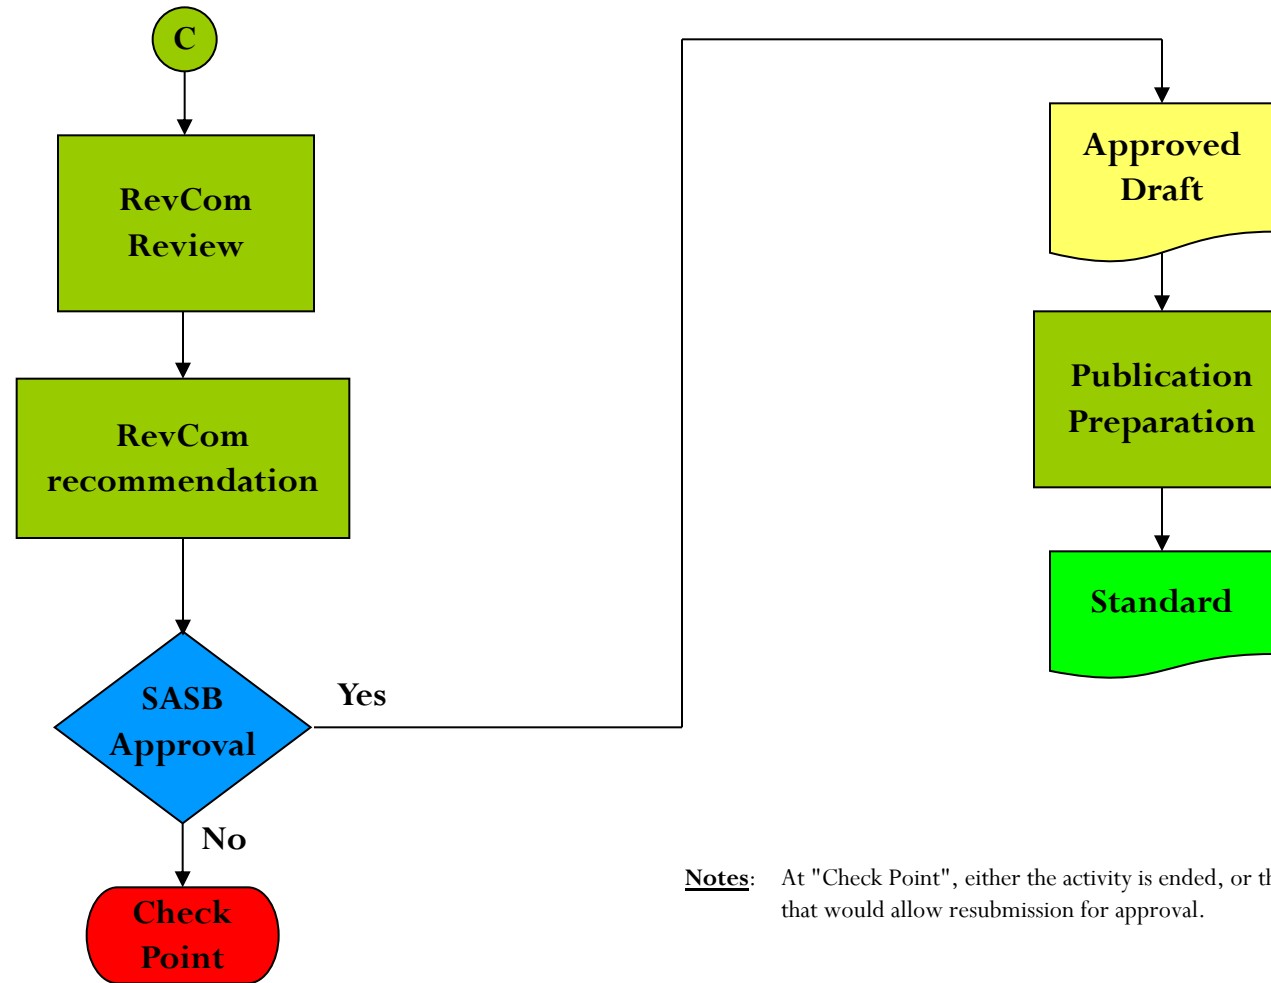 C
RevCom
Review
RevCom
recommendation
SASB
Approval
Yes
No
Check
Point
Approved
Draft
Publication
Preparation
Standard
Notes: At "Check Point", either the activity is ended, or
that would allow resubmission for approval.